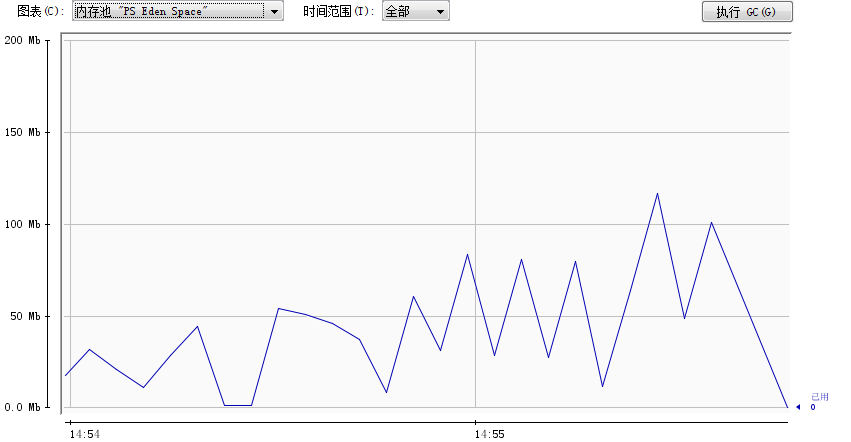 图表(C): 内存池 "PS Eden Space" 时间范围(T): 全部 执行 GC(G)
200 Mb
150 Mb
100 Mb
50 Mb
已用
0.0 Mb 0
14:54 14:55